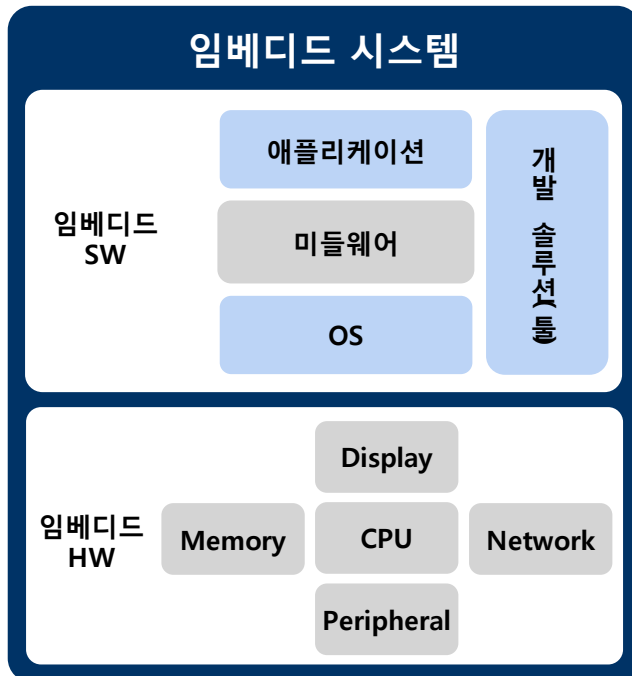 임베디드 시스템
애플리케이션
임베디드
SW
미들웨어
OS
개발 솔루션(툴)
Display
임베디드
HW
Memory
CPU
Network
Peripheral